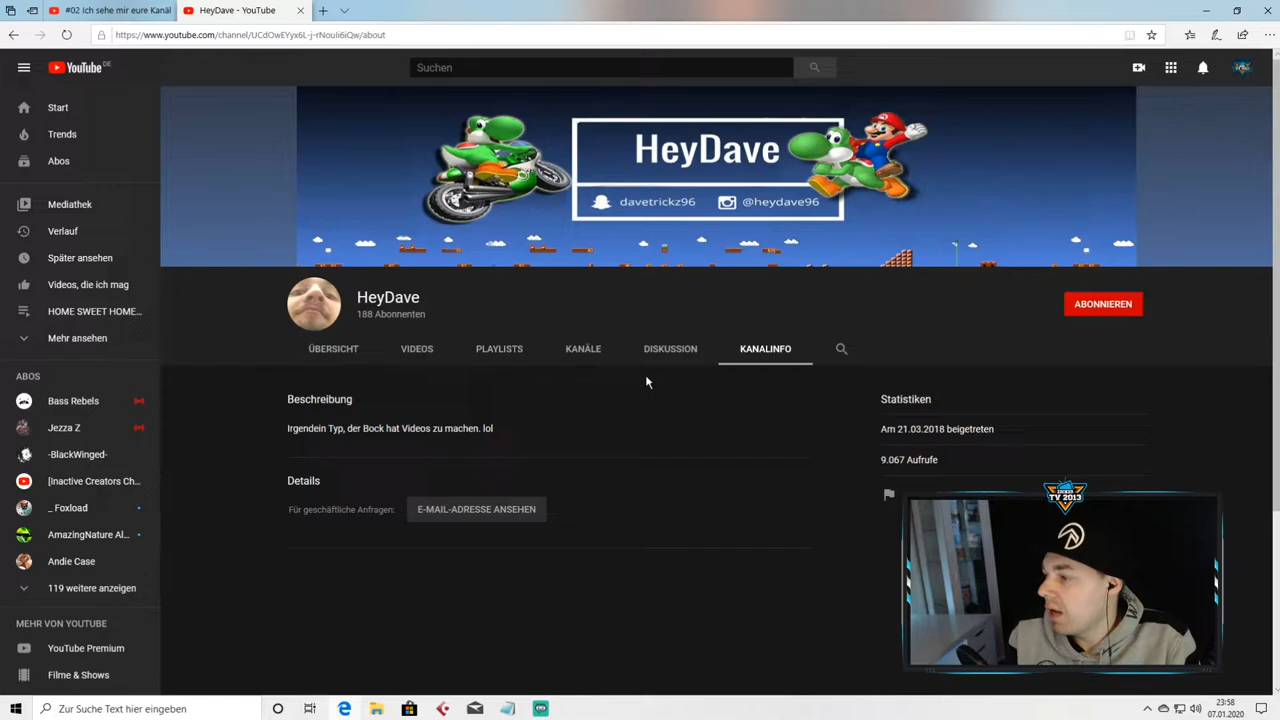 #02 Ich sehe mir eure Kanäl
HeyDave - YouTube
https://www.youtube.com/channel/UCdOwEYyx6L-j-rNouIi6iQw/about
YouTube DE
Suchen
Start
Trends
Abos
Mediathek
Verlauf
Später ansehen
Videos, die ich mag
HOME SWEET HOME...
Mehr ansehen
ABOS
Bass Rebels
Jezza Z
-BlackWinged-
[Inactive Creators Ch...
_ Foxload
AmazingNature Al...
Andie Case
119 weitere anzeigen
MEHR VON YOUTUBE
YouTube Premium
Filme & Shows
HeyDave
davetrickz96 @heydave96
HeyDave
188 Abonnenten
ABONNIEREN
ÜBERSICHT VIDEOS PLAYLISTS KANÄLE DISKUSSION KANALINFO
Beschreibung
Irgendein Typ, der Bock hat Videos zu machen. lol
Details
Für geschäftliche Anfragen: E-MAIL-ADRESSE ANSEHEN
Statistiken
Am 21.03.2018 beigetreten
9.067 Aufrufe
ZOCKER
TV 2013
Zur Suche Text hier eingeben
23:58
07.01.2020